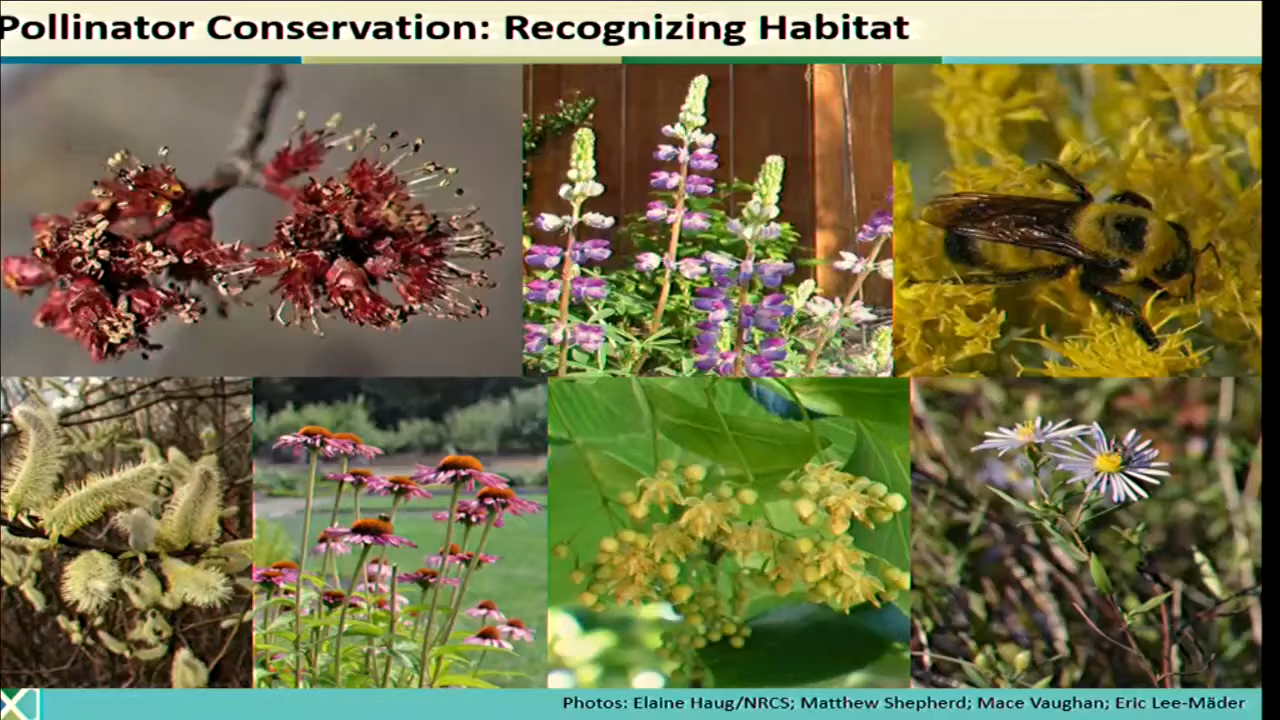 Pollinator Conservation: Recognizing Habitat
Photos: Elaine Haug/NRCS; Matthew Shepherd; Mace Vaughan; Eric Lee-Mäder